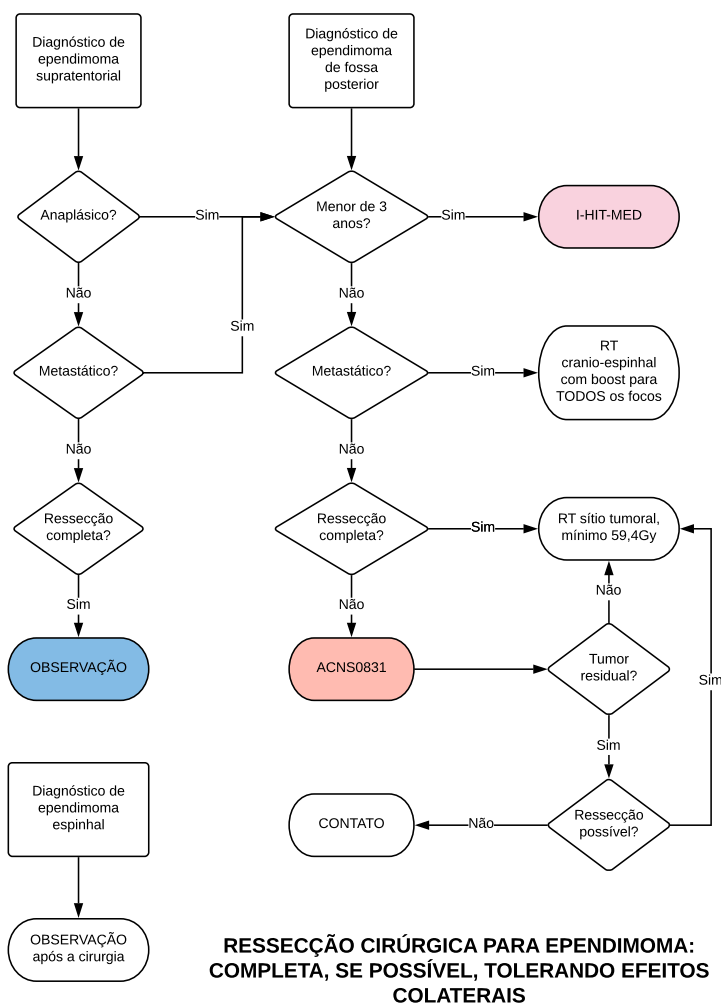 Diagnóstico de
ependimoma
supratentorial
Diagnóstico de
ependimoma
de fossa
posterior
Anaplásico?
Sim
Menor de 3
anos?
Sim
I-HIT-MED
Não
Não
Sim
Metastático?
Metastático?
Sim
RT
cranio-espinhal
com boost para
TODOS os focos
Não
Não
Ressecção
completa?
Ressecção
completa?
Sim
RT sítio tumoral,
mínimo 59,4Gy
Sim
Não
Não
OBSERVAÇÃO
ACNS0831
Tumor
residual?
Sim
Sim
Diagnóstico de
ependimoma
espinhal
CONTATO
Não
Ressecção
possível?
OBSERVAÇÃO
após a cirurgia
RESSECÇÃO CIRÚRGICA PARA EPENDIMOMA:
COMPLETA, SE POSSÍVEL, TOLERANDO EFEITOS
COLATERAIS